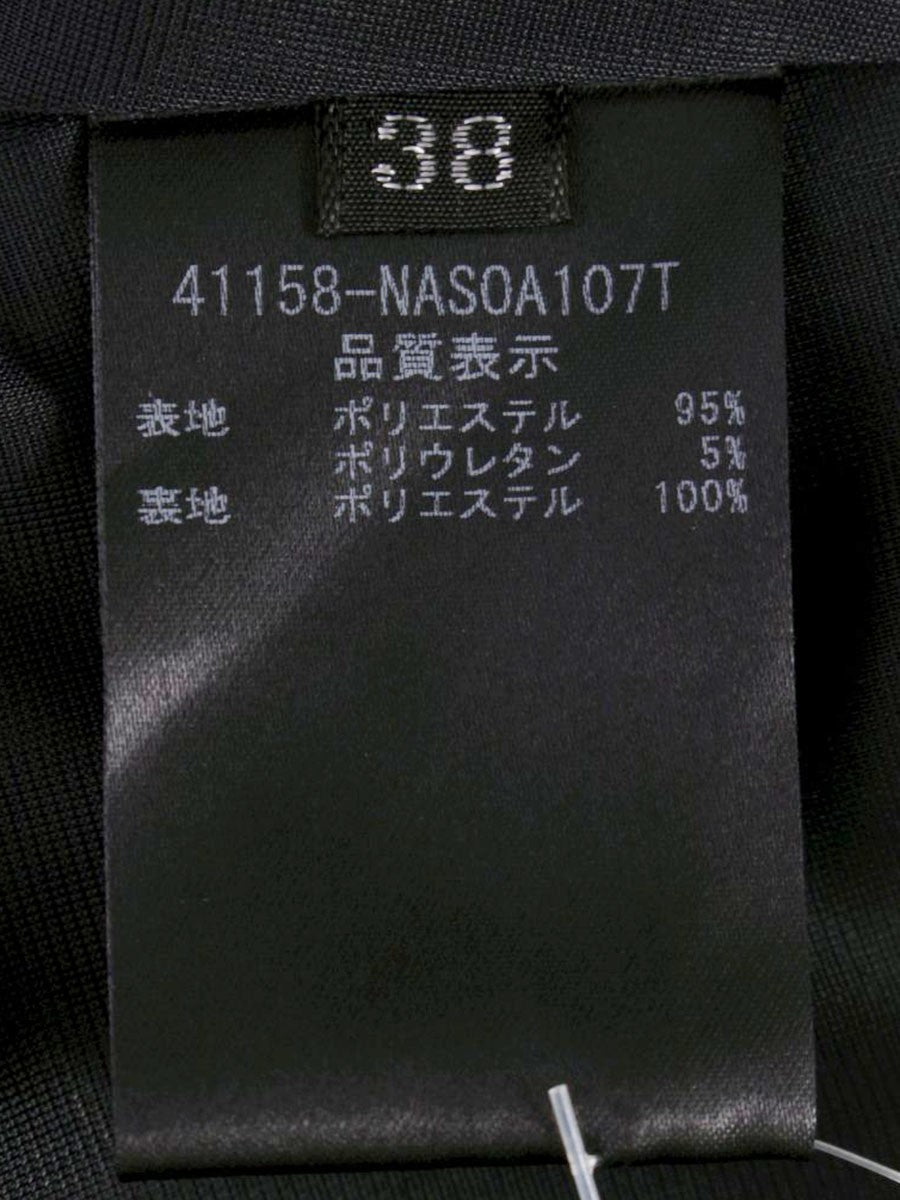 38
41158-NASOA107T
品質表示
表地 ポリエステル 95%
ポリウレタン 5%
裏地 ポリエステル 100%